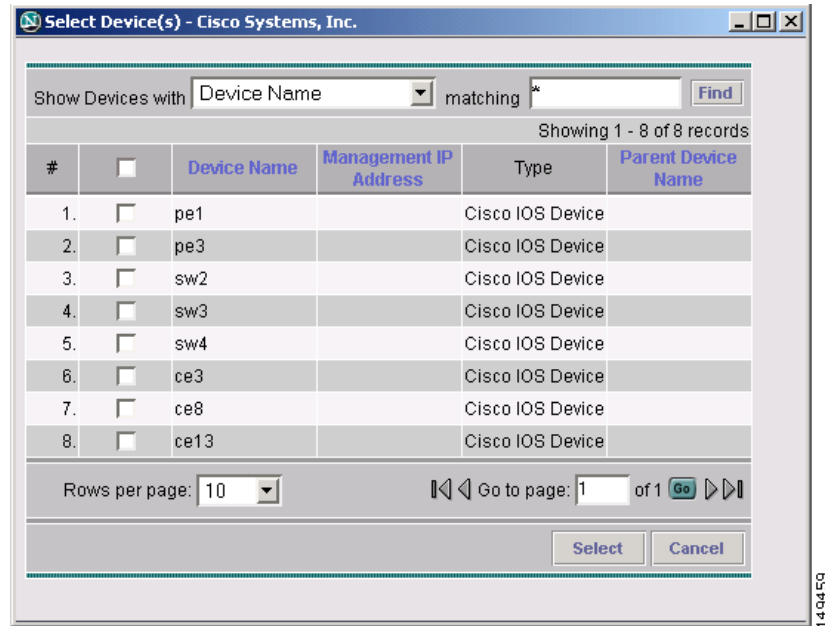 Select Device(s) - Cisco Systems, Inc.
Show Devices with Device Name matching * Find
Showing 1 - 8 of 8 records
# Device Name Management IP Address Type Parent Device Name
1. pe1 Cisco IOS Device
2. pe3 Cisco IOS Device
3. sw2 Cisco IOS Device
4. sw3 Cisco IOS Device
5. sw4 Cisco IOS Device
6. ce3 Cisco IOS Device
7. ce8 Cisco IOS Device
8. ce13 Cisco IOS Device
Rows per page: 10 Go to page: 1 of 1 Go
Select Cancel
149459